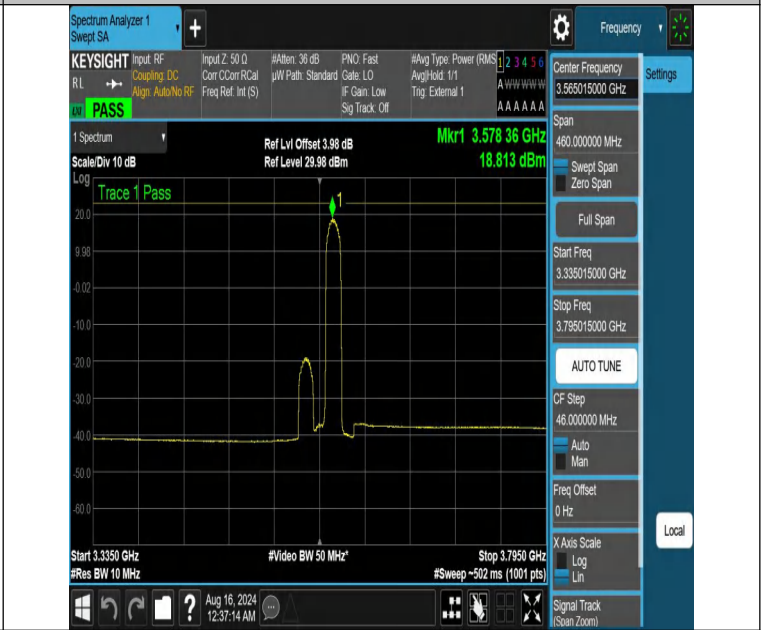 Spectrum Analyzer 1
Swept SA
+
Frequency
KEYSIGHT
RL
PASS
Input: RF
Coupling: DC
Align: Auto/No RF
Input Z: 50 Ω
Corr CCorr RCal
Freq Ref: Int (S)
#Atten: 36 dB
µW Path: Standard
PNO: Fast
Gate: LO
IF Gain: Low
Sig Track: Off
#Avg Type: Power (RMS
Avg|Hold: 1/1
Trig: External 1
1 2 3 4 5 6
A W W W W W
A A A A A A
1 Spectrum
Scale/Div 10 dB
Ref Lvl Offset 3.98 dB
Ref Level 29.98 dBm
Mkr1 3.578 36 GHz
18.813 dBm
Log
Trace 1 Pass
1
20.0
9.98
-0.02
-10.0
-20.0
-30.0
-40.0
-50.0
-60.0
Start 3.3350 GHz
#Res BW 10 MHz
#Video BW 50 MHz*
Stop 3.7950 GHz
#Sweep ~502 ms (1001 pts)
Aug 16, 2024
12:37:14 AM
?
Center Frequency
3.565015000 GHz
Span
460.000000 MHz
Swept Span
Zero Span
Full Span
Start Freq
3.335015000 GHz
Stop Freq
3.795015000 GHz
AUTO TUNE
CF Step
46.000000 MHz
Auto
Man
Freq Offset
0 Hz
X Axis Scale
Log
Lin
Signal Track
(Span Zoom)
Settings
Local